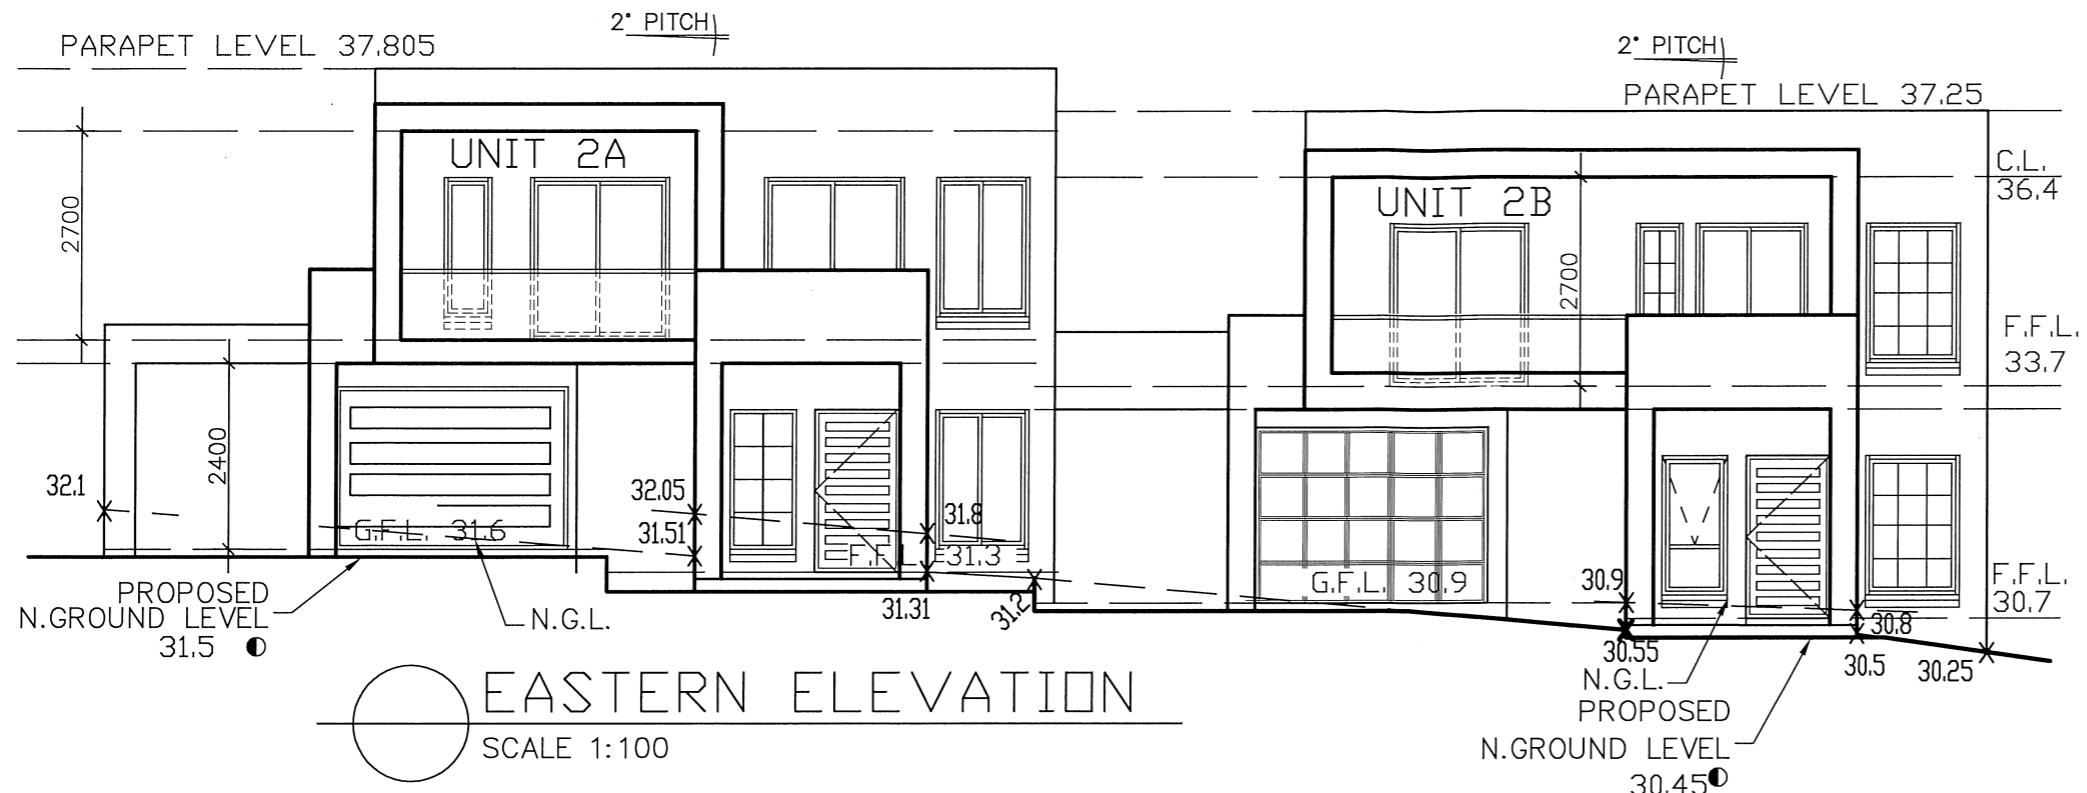 2° PITCH
PARAPET LEVEL 37.805
2° PITCH
PARAPET LEVEL 37.25
UNIT 2A
C.L.
36.4
UNIT 2B
2700
2700
F.F.L.
33.7
2400
32.1
32.05
31.8
G.F.L. 31.6
31.51
F.F.L. 31.3
G.F.L. 30.9
30.9
F.F.L.
30.7
PROPOSED
N.GROUND LEVEL
31.5
N.G.L.
31.31
31.2
30.8
30.55
30.5
30.25
N.G.L.
PROPOSED
N.GROUND LEVEL
30.45
EASTERN ELEVATION
SCALE 1:100